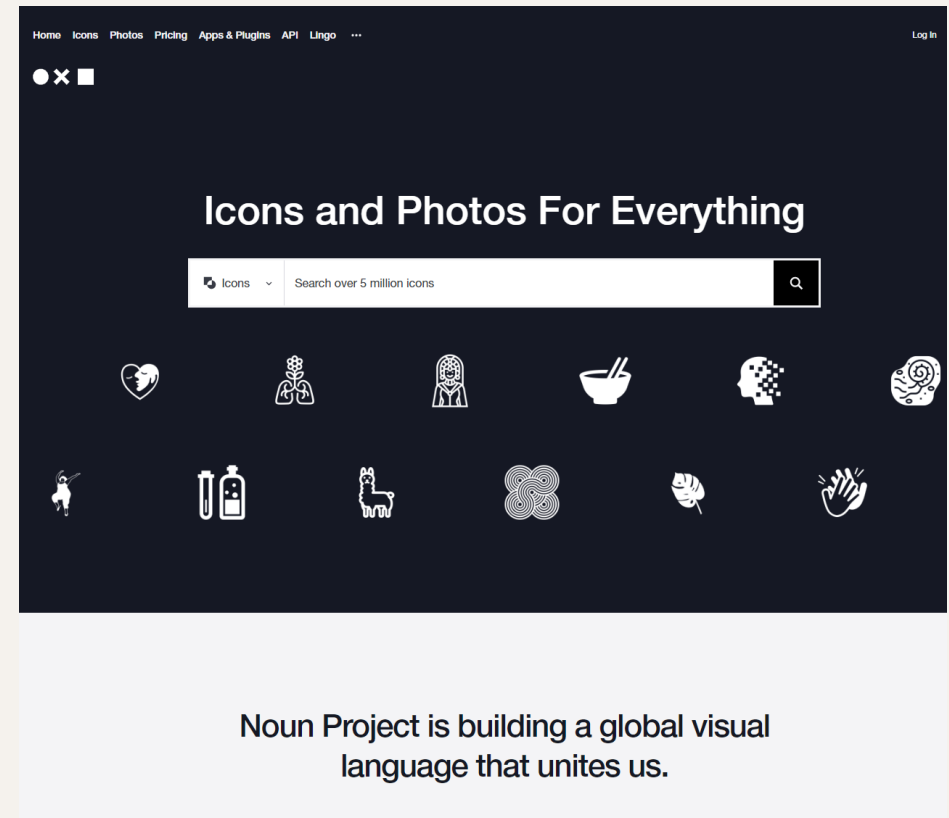 Home Icons Photos Pricing Apps & Plugins API Lingo ··· Log In
Icons and Photos For Everything
Icons Search over 5 million icons
Noun Project is building a global visual
language that unites us.